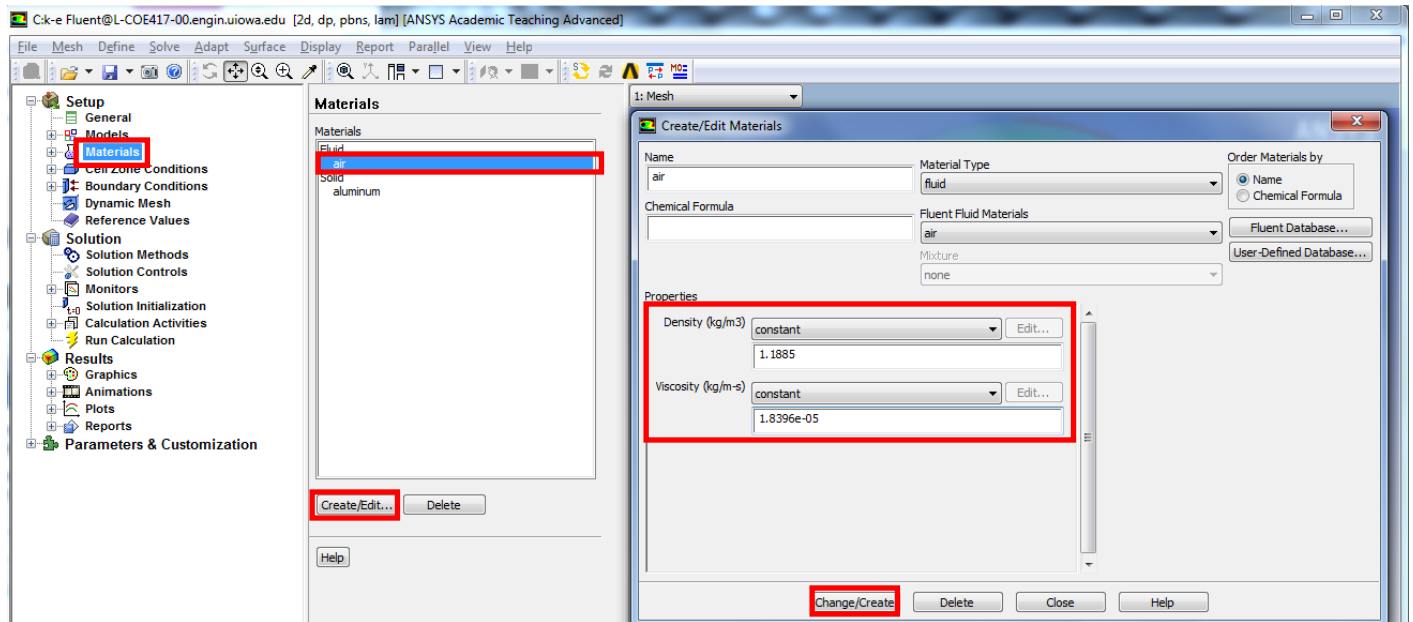 C:k-e Fluent@L-COE417-00.engin.uiowa.edu [2d, dp, pbns, lam] [ANSYS Academic Teaching Advanced]
File Mesh Define Solve Adapt Surface Display Report Parallel View Help
Setup
General
Models
Materials
Cell Zone Conditions
Boundary Conditions
Dynamic Mesh
Reference Values
Solution
Solution Methods
Solution Controls
Monitors
Solution Initialization
Calculation Activities
Run Calculation
Results
Graphics
Animations
Plots
Reports
Parameters & Customization
Materials
Materials
Fluid
air
Solid
aluminum
Create/Edit... Delete
Help
1: Mesh
Create/Edit Materials
Name
air
Chemical Formula
Material Type
fluid
Fluent Fluid Materials
air
Mixture
none
Order Materials by
Name
Chemical Formula
Fluent Database...
User-Defined Database...
Properties
Density (kg/m3) constant Edit...
1.1885
Viscosity (kg/m-s) constant Edit...
1.8396e-05
Change/Create Delete Close Help